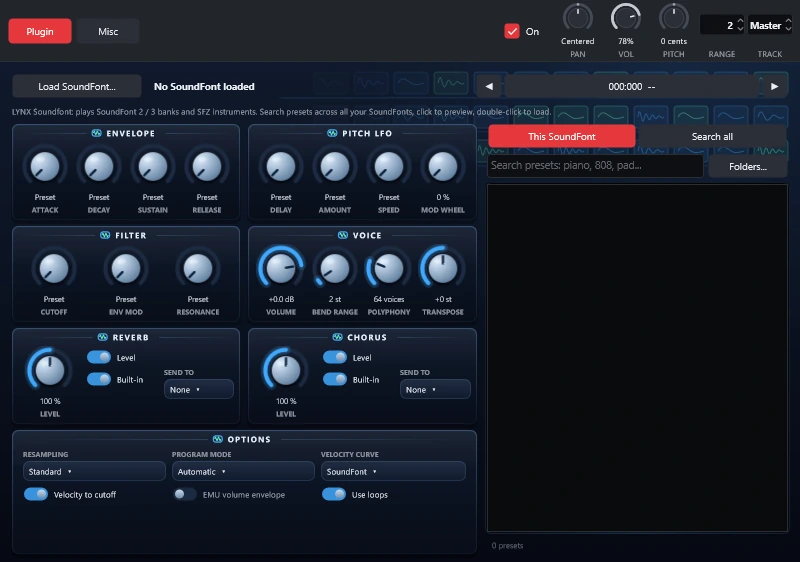 Plugin
Misc
On
Centered
PAN
78%
VOL
0 cents
PITCH
2
RANGE
Master
TRACK
Load SoundFont...
No SoundFont loaded
000:000 --
LYNX Soundfont: plays SoundFont 2 / 3 banks and SFZ instruments. Search presets across all your SoundFonts, click to preview, double-click to load.
ENVELOPE
Preset Preset Preset Preset
ATTACK DECAY SUSTAIN RELEASE
PITCH LFO
Preset Preset Preset 0 %
DELAY AMOUNT SPEED MOD WHEEL
This SoundFont
Search all
Search presets: piano, 808, pad...
Folders...
FILTER
Preset Preset Preset
CUTOFF ENV MOD RESONANCE
VOICE
+0.0 dB 2 st 64 voices +0 st
VOLUME BEND RANGE POLYPHONY TRANSPOSE
REVERB
Level
Built-in
SEND TO
None
100 %
LEVEL
CHORUS
Level
Built-in
SEND TO
None
100 %
LEVEL
OPTIONS
RESAMPLING PROGRAM MODE VELOCITY CURVE
Standard Automatic SoundFont
Velocity to cutoff EMU volume envelope Use loops
0 presets